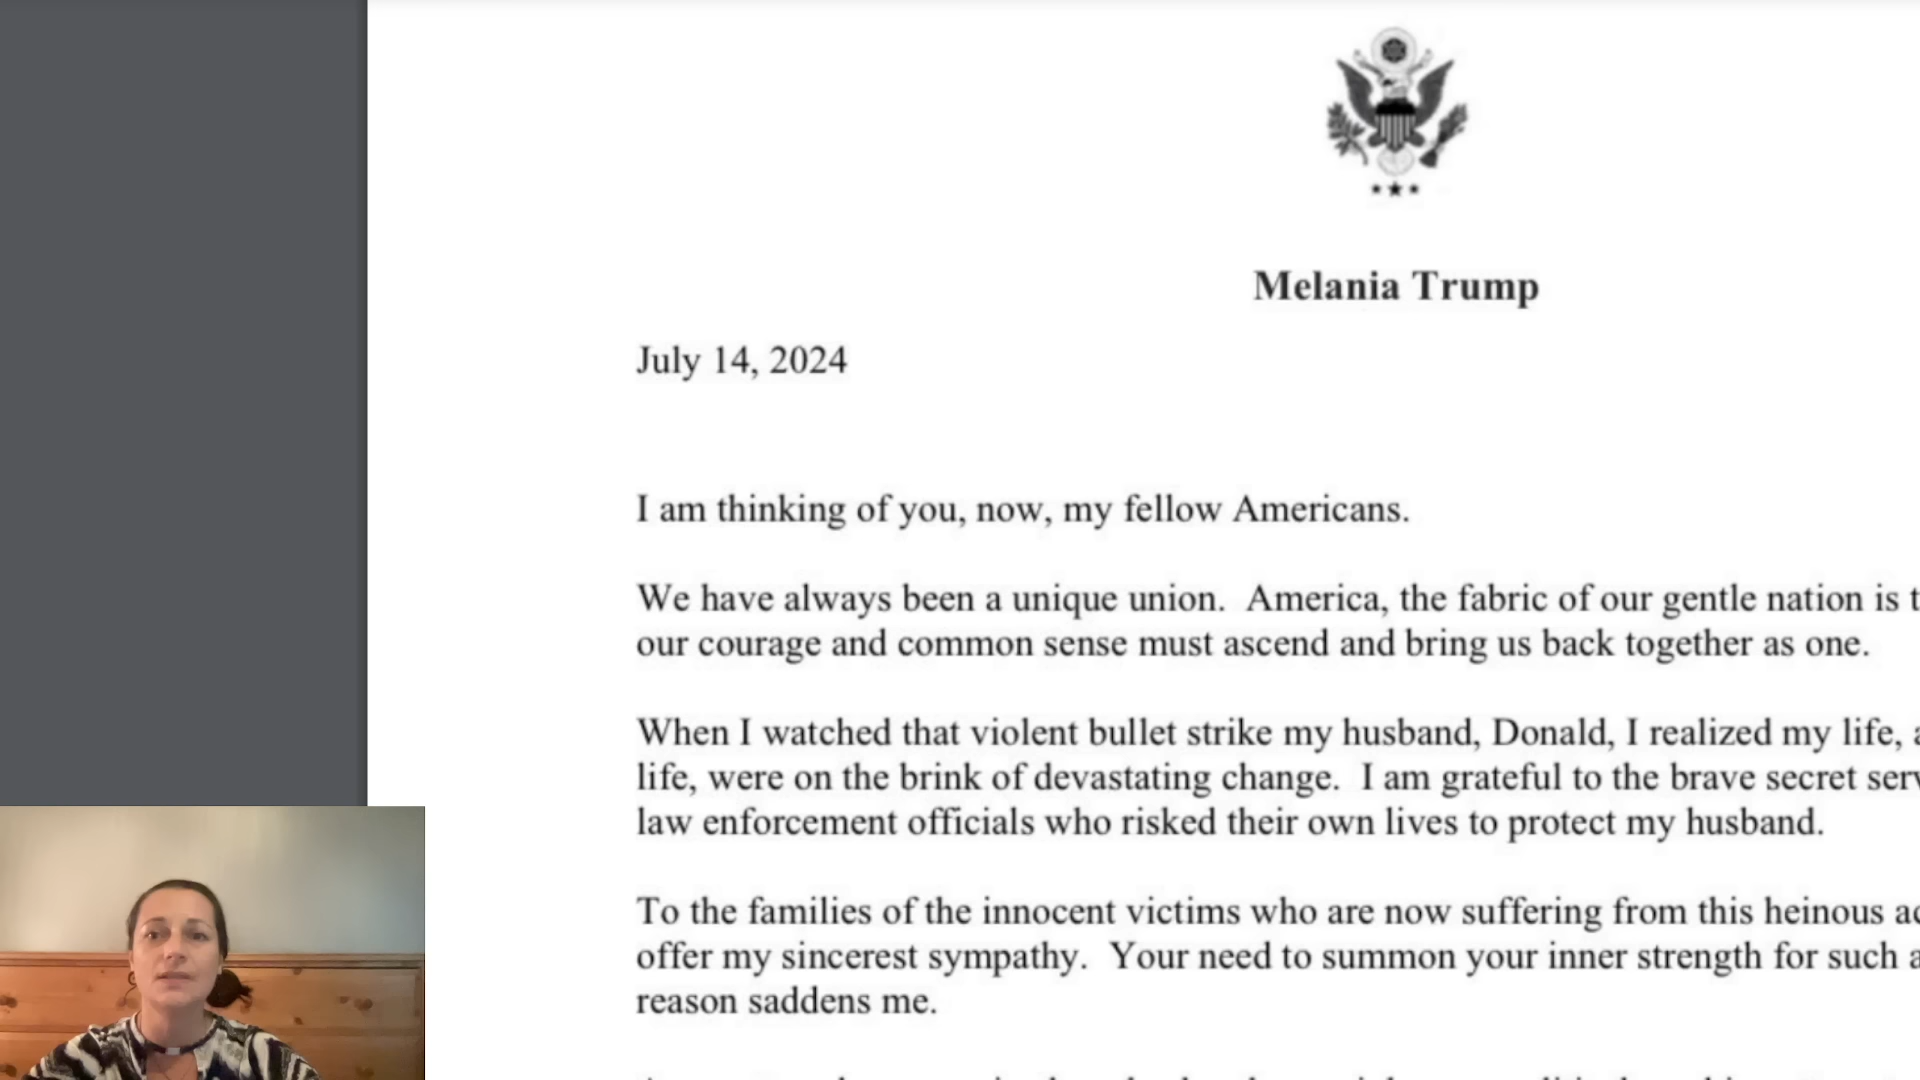 Melania Trump
July 14, 2024
I am thinking of you, now, my fellow Americans.
We have always been a unique union. America, the fabric of our gentle nation is
our courage and common sense must ascend and bring us back together as one.
When I watched that violent bullet strike my husband, Donald, I realized my life,
life, were on the brink of devastating change. I am grateful to the brave secret
law enforcement officials who risked their own lives to protect my husband.
To the families of the innocent victims who are now suffering from this heinous
offer my sincerest sympathy. Your need to summon your inner strength for such
reason saddens me.